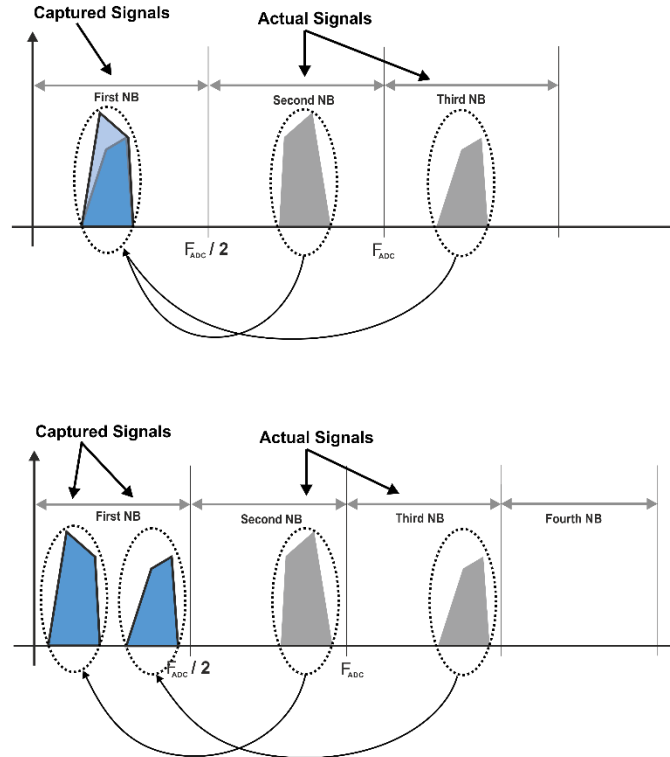 Captured Signals
Actual Signals
First NB
Second NB
Third NB
FADC / 2
FADC
Captured Signals
Actual Signals
First NB
Second NB
Third NB
Fourth NB
FADC / 2
FADC